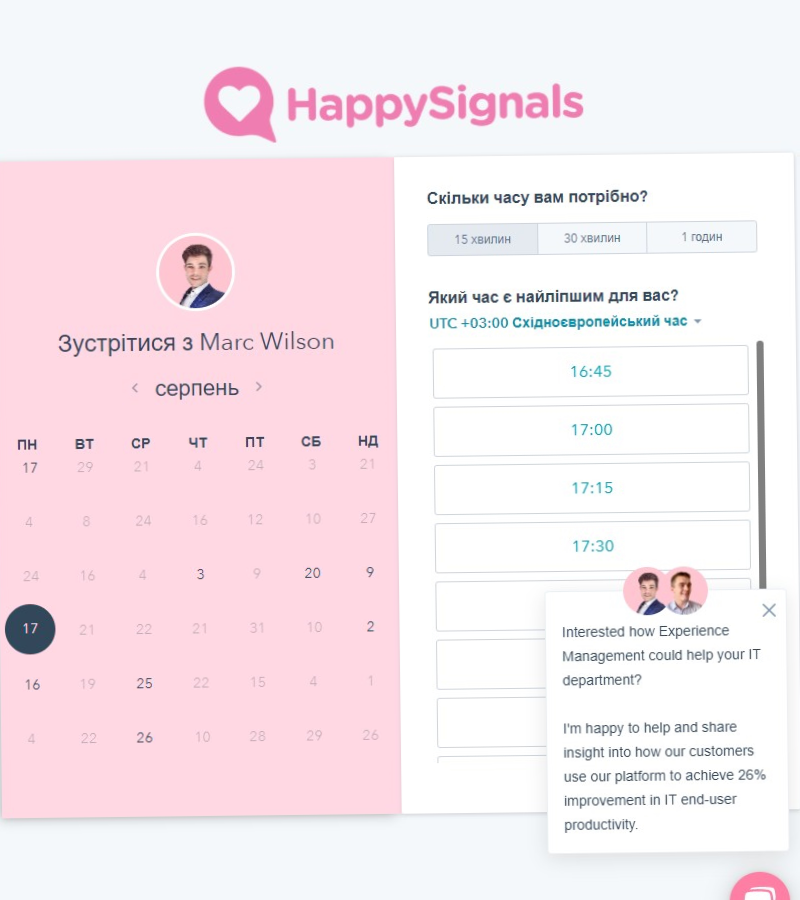 HappySignals
Зустрітися з Marc Wilson
серпень
ПН ВТ СР ЧТ ПТ СБ НД
17 29 21 4 24 3 21
4 8 24 16 12 10 27
24 16 4 3 9 20 9
17 21 22 21 31 10 2
16 19 25 22 15 4 1
4 22 26 10 28 29 26
Скільки часу вам потрібно?
15 хвилин 30 хвилин 1 годин
Який час є найліпшим для вас?
UTC +03:00 Східноєвропейський час
16:45
17:00
17:15
17:30
Interested how Experience
Management could help your IT
department?
I'm happy to help and share
insight into how our customers
use our platform to achieve 26%
improvement in IT end-user
productivity.